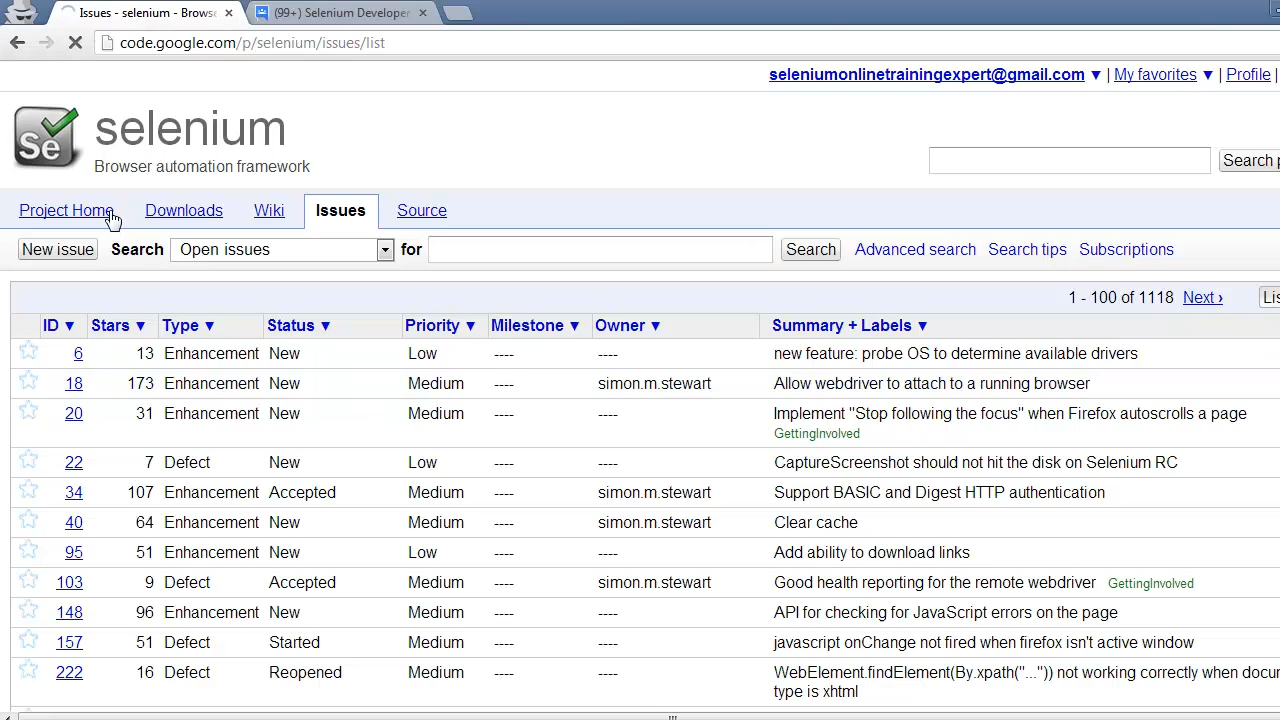 Issues - selenium - Brows
(99+) Selenium Developer
code.google.com/p/selenium/issues/list
seleniumonlinetrainingexpert@gmail.com ▼ | My favorites ▼ | Profile |
Se
selenium
Browser automation framework
Search p
Project Home Downloads Wiki Issues Source
New issue Search Open issues for Search Advanced search Search tips Subscriptions
1 - 100 of 1118 Next › Lis
ID ▼ Stars ▼ Type ▼ Status ▼ Priority ▼ Milestone ▼ Owner ▼ Summary + Labels ▼
6 13 Enhancement New Low ---- ---- new feature: probe OS to determine available drivers
18 173 Enhancement New Medium ---- simon.m.stewart Allow webdriver to attach to a running browser
20 31 Enhancement New Medium ---- ---- Implement "Stop following the focus" when Firefox autoscrolls a page
GettingInvolved
22 7 Defect New Low ---- ---- CaptureScreenshot should not hit the disk on Selenium RC
34 107 Enhancement Accepted Medium ---- simon.m.stewart Support BASIC and Digest HTTP authentication
40 64 Enhancement New Medium ---- simon.m.stewart Clear cache
95 51 Enhancement New Low ---- ---- Add ability to download links
103 9 Defect Accepted Medium ---- simon.m.stewart Good health reporting for the remote webdriver GettingInvolved
148 96 Enhancement New Medium ---- ---- API for checking for JavaScript errors on the page
157 51 Defect Started Medium ---- ---- javascript onChange not fired when firefox isn't active window
222 16 Defect Reopened Medium ---- ---- WebElement.findElement(By.xpath("...")) not working correctly when docu
type is xhtml